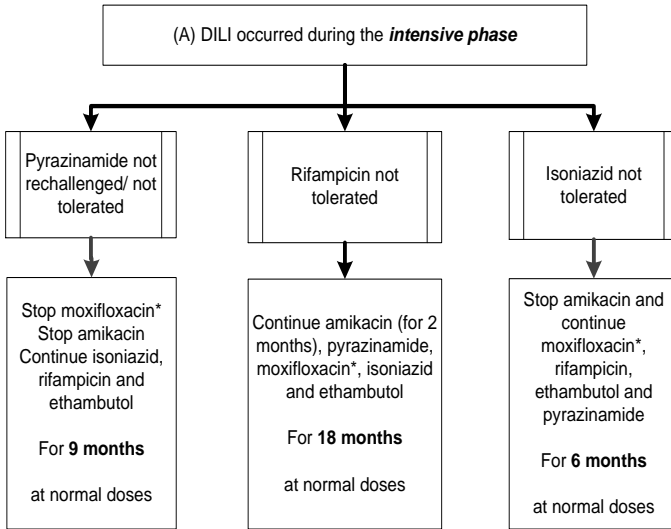 (A) DILI occurred during the intensive phase
Pyrazinamide not
rechallenged/ not
tolerated
Rifampicin not
tolerated
Isoniazid not
tolerated
Stop moxifloxacin*
Stop amikacin
Continue isoniazid,
rifampicin and
ethambutol
For 9 months
at normal doses
Continue amikacin (for 2
months), pyrazinamide,
moxifloxacin*, isoniazid
and ethambutol
For 18 months
at normal doses
Stop amikacin and
continue
moxifloxacin*,
rifampicin,
ethambutol and
pyrazinamide
For 6 months
at normal doses